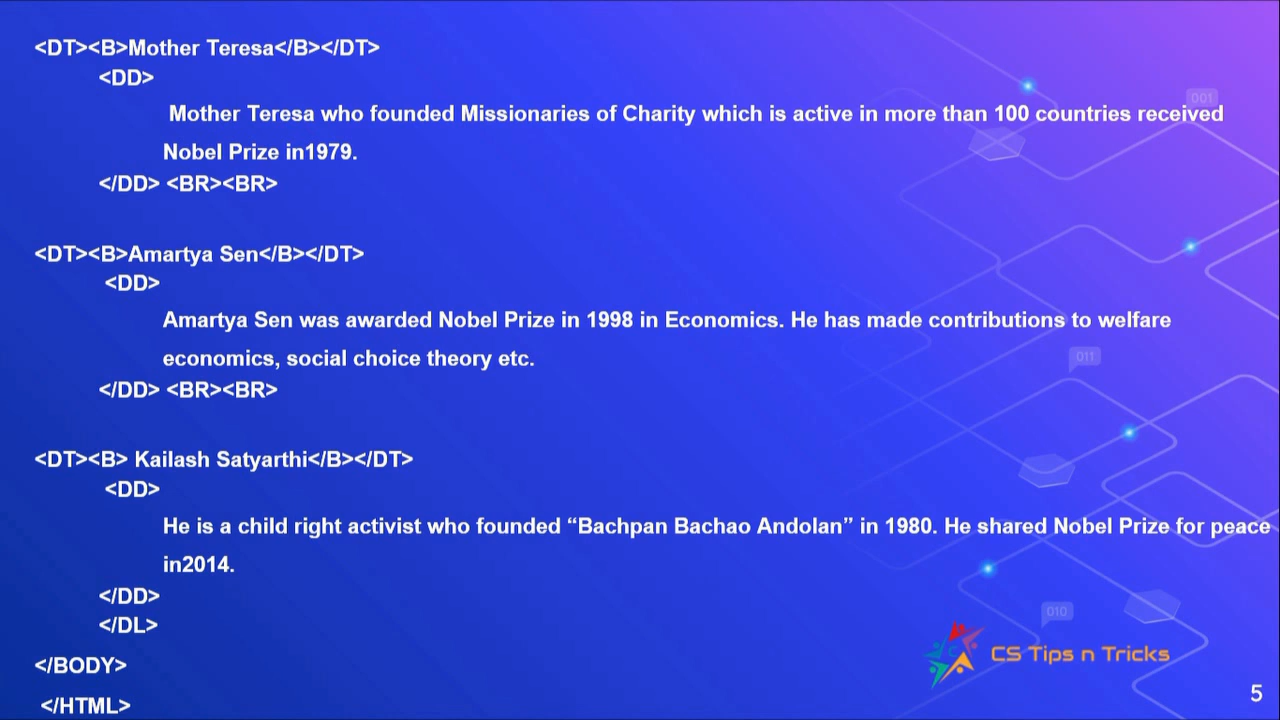 <DT><B>Mother Teresa</B></DT>
<DD>
Mother Teresa who founded Missionaries of Charity which is active in more than 100 countries received
Nobel Prize in1979.
</DD> <BR><BR>
<DT><B>Amartya Sen</B></DT>
<DD>
Amartya Sen was awarded Nobel Prize in 1998 in Economics. He has made contributions to welfare
economics, social choice theory etc.
</DD> <BR><BR>
<DT><B> Kailash Satyarthi</B></DT>
<DD>
He is a child right activist who founded “Bachpan Bachao Andolan” in 1980. He shared Nobel Prize for peace
in2014.
</DD>
</DL>
</BODY>
</HTML>
001
011
010
CS Tips n Tricks
5